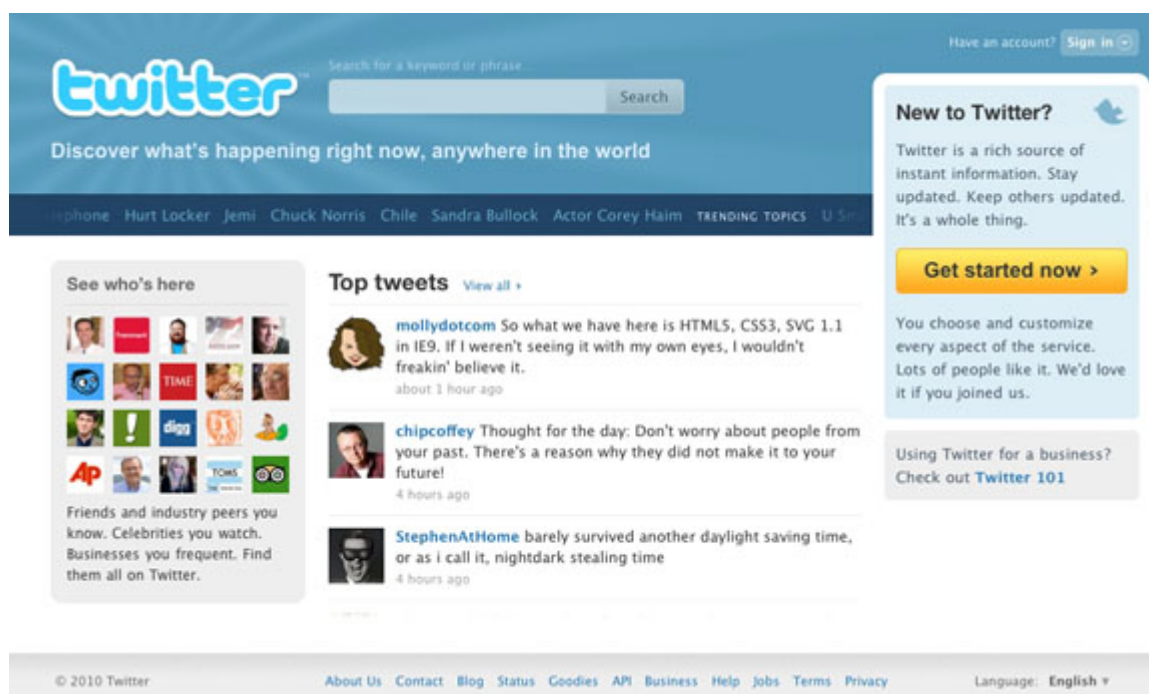 Have an account? Sign in
twitter
Search for a keyword or phrase...
Search
Discover what's happening right now, anywhere in the world
Hurt Locker Jemi Chuck Norris Chile Sandra Bullock Actor Corey Haim TRENDING TOPICS
New to Twitter?
Twitter is a rich source of
instant information. Stay
updated. Keep others updated.
It's a whole thing.
Get started now ›
You choose and customize
every aspect of the service.
Lots of people like it. We'd love
it if you joined us.
Using Twitter for a business?
Check out Twitter 101
See who's here
TIME
digg
AP
TOMS
Friends and industry peers you
know. Celebrities you watch.
Businesses you frequent. Find
them all on Twitter.
Top tweets View all ›
mollydotcom So what we have here is HTML5, CSS3, SVG 1.1
in IE9. If I weren't seeing it with my own eyes, I wouldn't
freakin' believe it.
about 1 hour ago
chipcoffey Thought for the day: Don't worry about people from
your past. There's a reason why they did not make it to your
future!
4 hours ago
StephenAtHome barely survived another daylight saving time,
or as i call it, nightdark stealing time
4 hours ago
© 2010 Twitter
About Us Contact Blog Status Goodies API Business Help Jobs Terms Privacy
Language: English